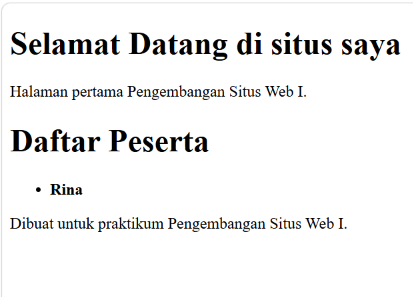 Selamat Datang di situs saya
Halaman pertama Pengembangan Situs Web I.
Daftar Peserta
• Rina
Dibuat untuk praktikum Pengembangan Situs Web I.